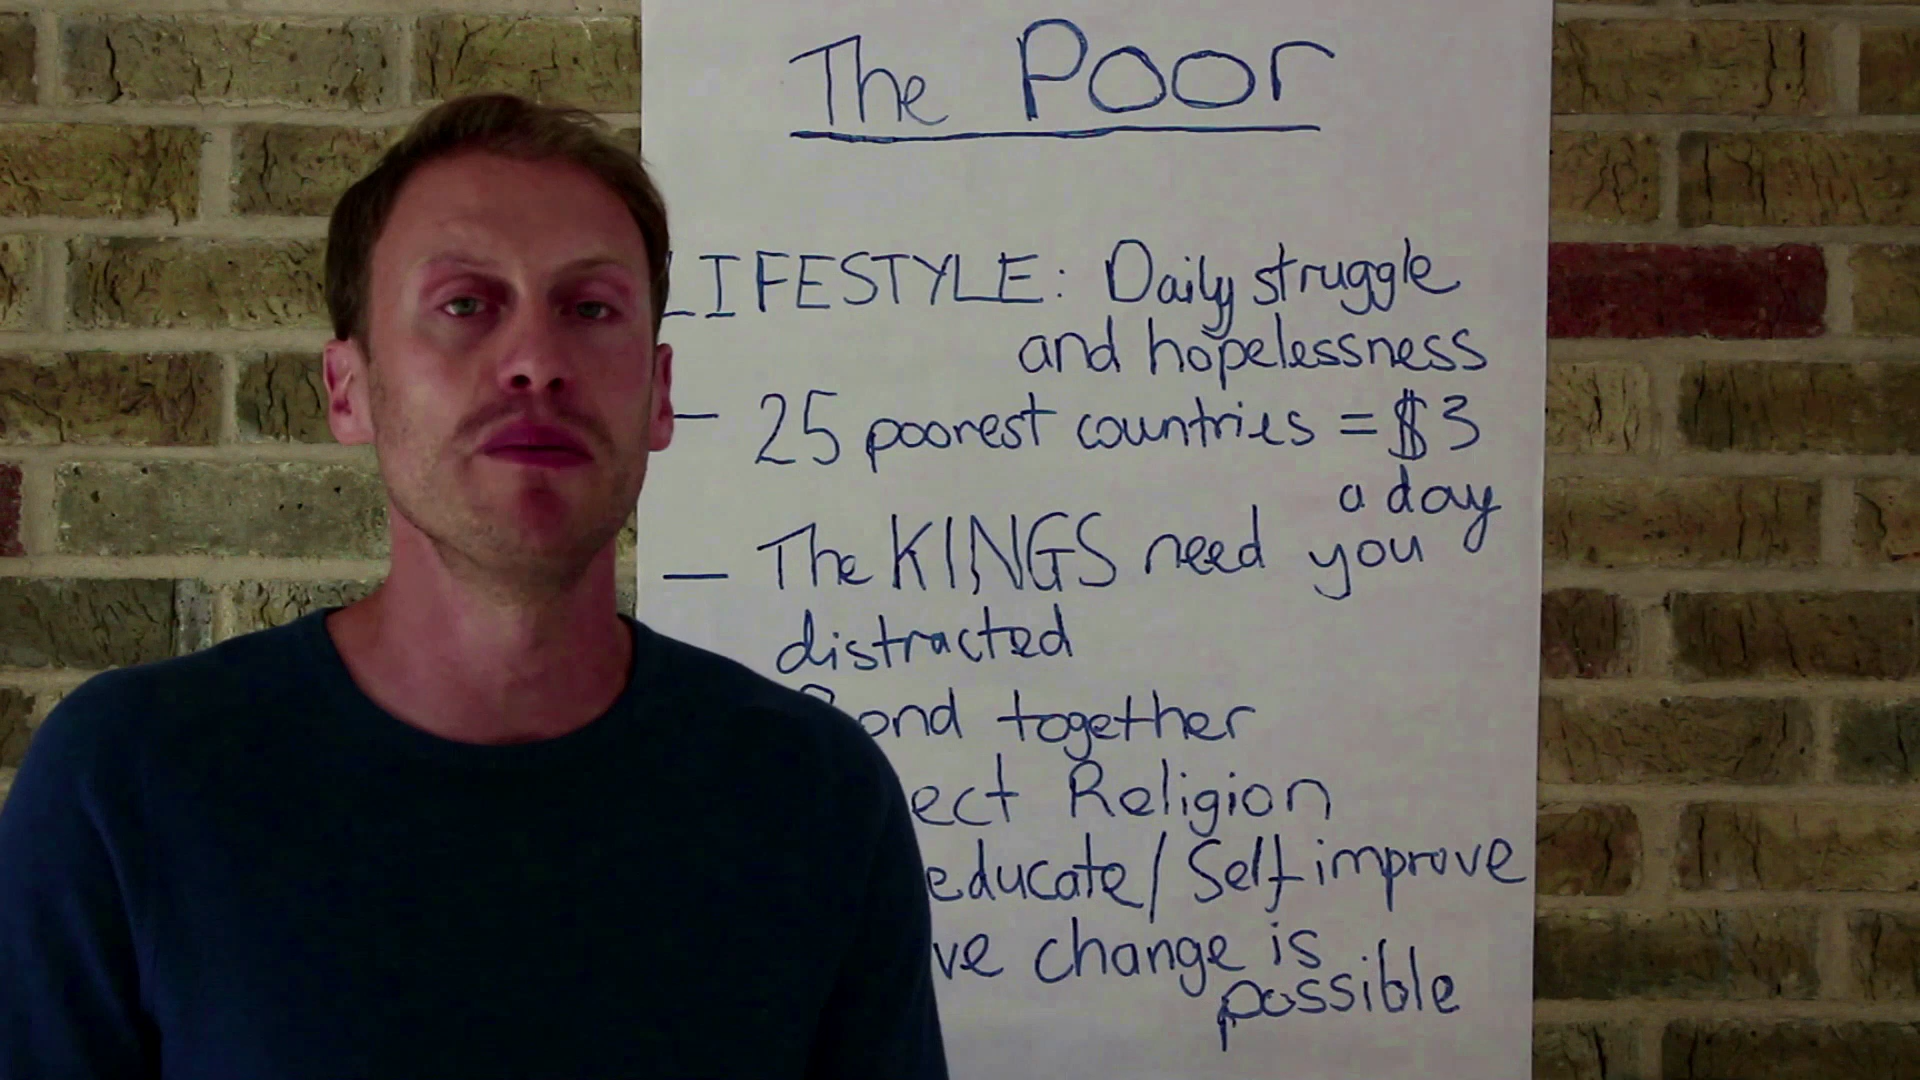 The Poor
LIFESTYLE: Daily struggle
and hopelessness
— 25 poorest countries = $3
a day
— The KINGS need you
distracted
Bond together
ect Religion
educate/Self improve
ve change is
possible